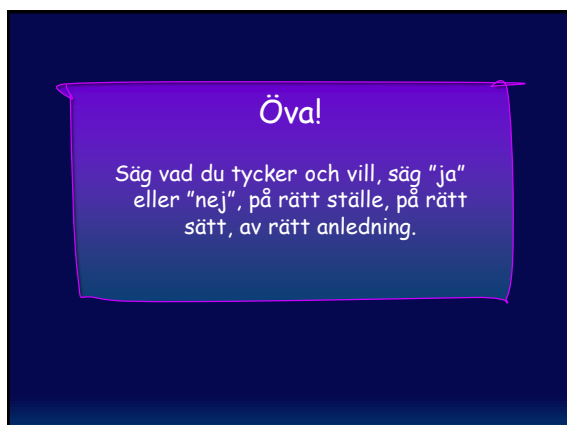 Öva!
Säg vad du tycker och vill, säg ”ja”
eller ”nej”, på rätt ställe, på rätt
sätt, av rätt anledning.